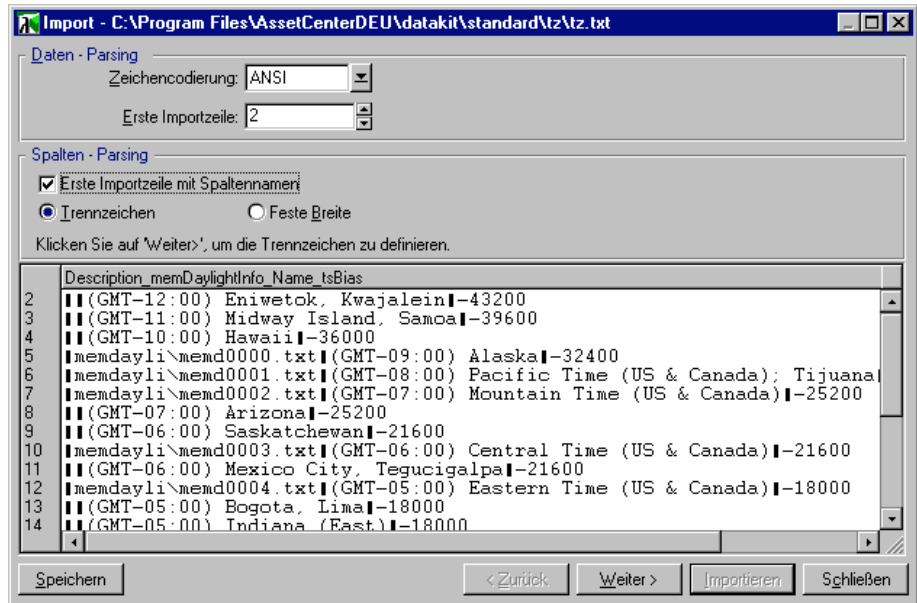 Import - C:\Program Files\AssetCenterDEU\datakit\standard\tz\tz.txt
Daten - Parsing
Zeichencodierung: ANSI
Erste Importzeile: 2
Spalten - Parsing
Erste Importzeile mit Spaltennamen
Trennzeichen Feste Breite
Klicken Sie auf 'Weiter>', um die Trennzeichen zu definieren.
Description_memDaylightInfo_Name_tsBias
2 ▮▮(GMT-12:00) Eniwetok, Kwajalein▮-43200
3 ▮▮(GMT-11:00) Midway Island, Samoa▮-39600
4 ▮▮(GMT-10:00) Hawaii▮-36000
5 ▮memdayli\memd0000.txt▮(GMT-09:00) Alaska▮-32400
6 ▮memdayli\memd0001.txt▮(GMT-08:00) Pacific Time (US & Canada); Tijuana▮
7 ▮memdayli\memd0002.txt▮(GMT-07:00) Mountain Time (US & Canada)▮-25200
8 ▮▮(GMT-07:00) Arizona▮-25200
9 ▮▮(GMT-06:00) Saskatchewan▮-21600
10 ▮memdayli\memd0003.txt▮(GMT-06:00) Central Time (US & Canada)▮-21600
11 ▮▮(GMT-06:00) Mexico City, Tegucigalpa▮-21600
12 ▮memdayli\memd0004.txt▮(GMT-05:00) Eastern Time (US & Canada)▮-18000
13 ▮▮(GMT-05:00) Bogota, Lima▮-18000
14 ▮▮(GMT-05:00) Indiana (East)▮-18000
Speichern < Zurück Weiter > Importieren Schließen